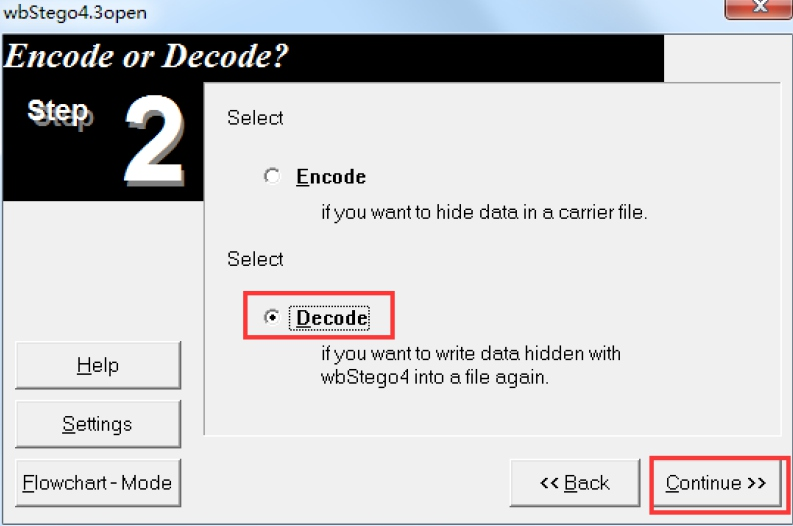 wbStego4.3open
Encode or Decode?
Step 2
Select
Encode
if you want to hide data in a carrier file.
Select
Decode
if you want to write data hidden with
wbStego4 into a file again.
Help
Settings
Flowchart - Mode
<< Back
Continue >>